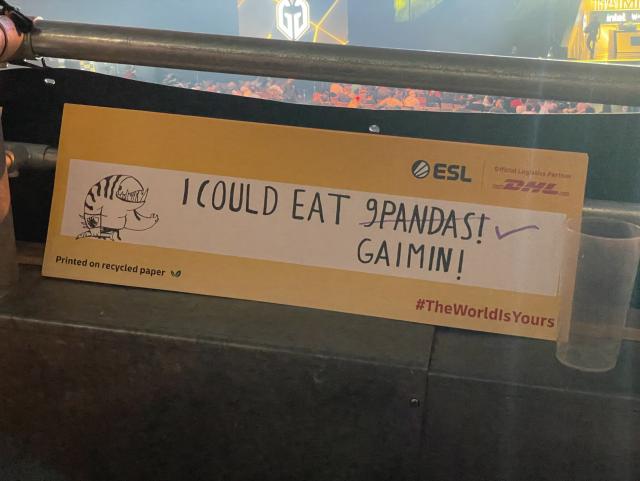 ESL
Official Logistics Partner
DHL
I COULD EAT 9PANDAS!
GAIMIN!
Printed on recycled paper
#TheWorldIsYours